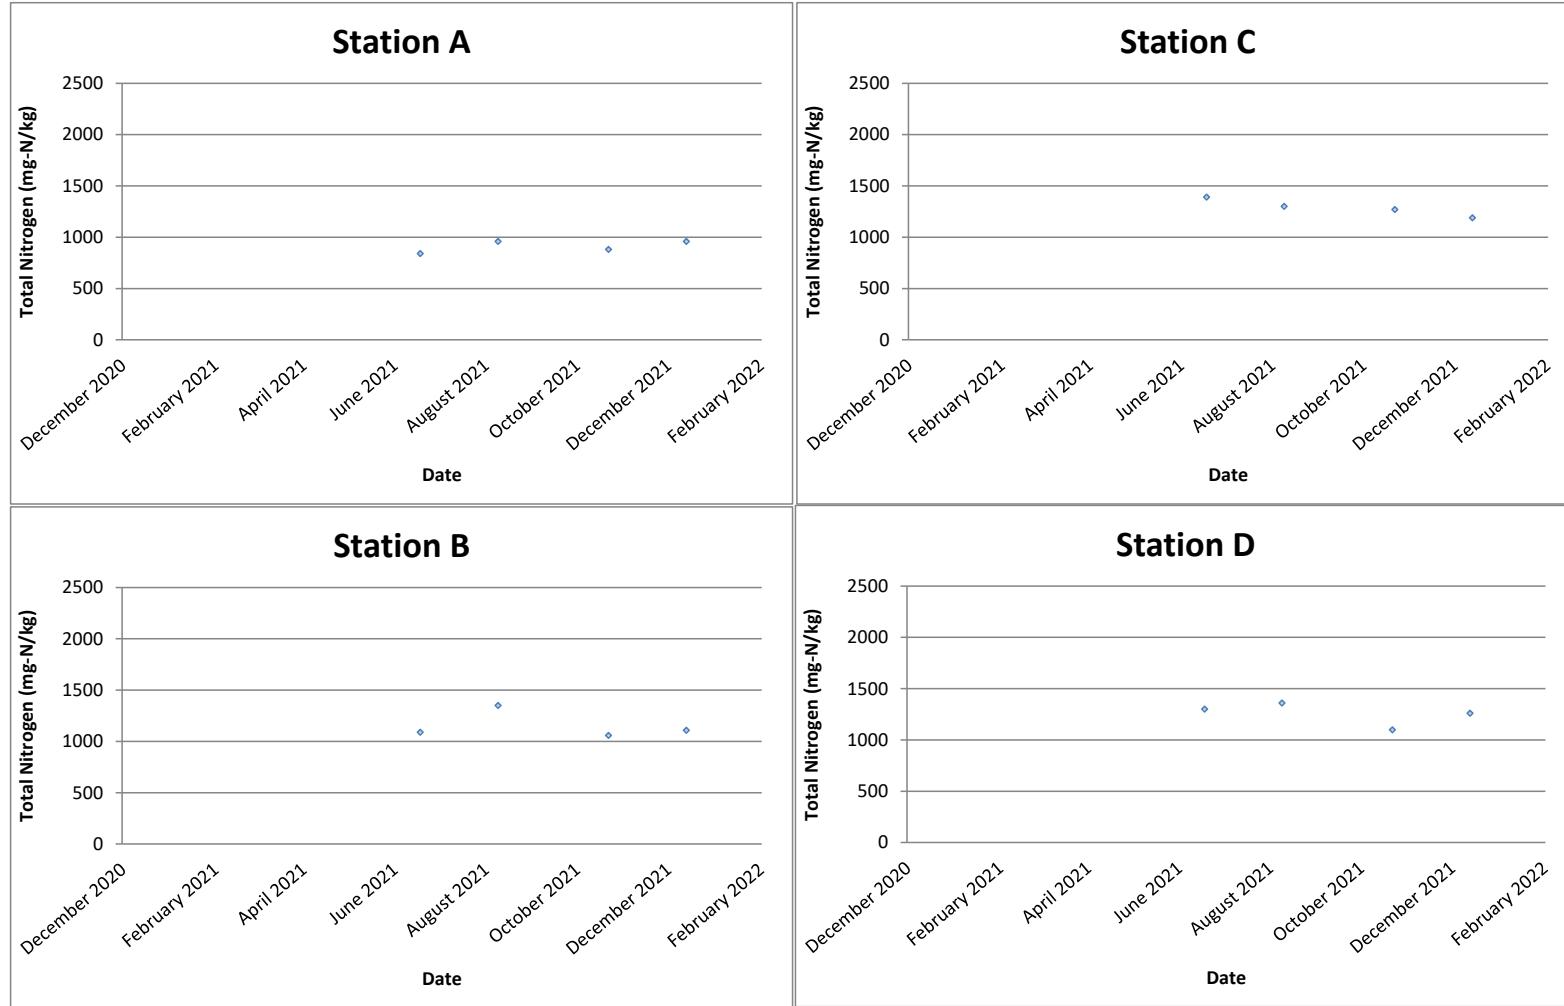 Station A
Total Nitrogen (mg-N/kg)
2500
2000
1500
1000
500
0
December 2020
February 2021
April 2021
June 2021
August 2021
October 2021
December 2021
February 2022
Date
Station C
Total Nitrogen (mg-N/kg)
2500
2000
1500
1000
500
0
December 2020
February 2021
April 2021
June 2021
August 2021
October 2021
December 2021
February 2022
Date
Station B
Total Nitrogen (mg-N/kg)
2500
2000
1500
1000
500
0
December 2020
February 2021
April 2021
June 2021
August 2021
October 2021
December 2021
February 2022
Date
Station D
Total Nitrogen (mg-N/kg)
2500
2000
1500
1000
500
0
December 2020
February 2021
April 2021
June 2021
August 2021
October 2021
December 2021
February 2022
Date